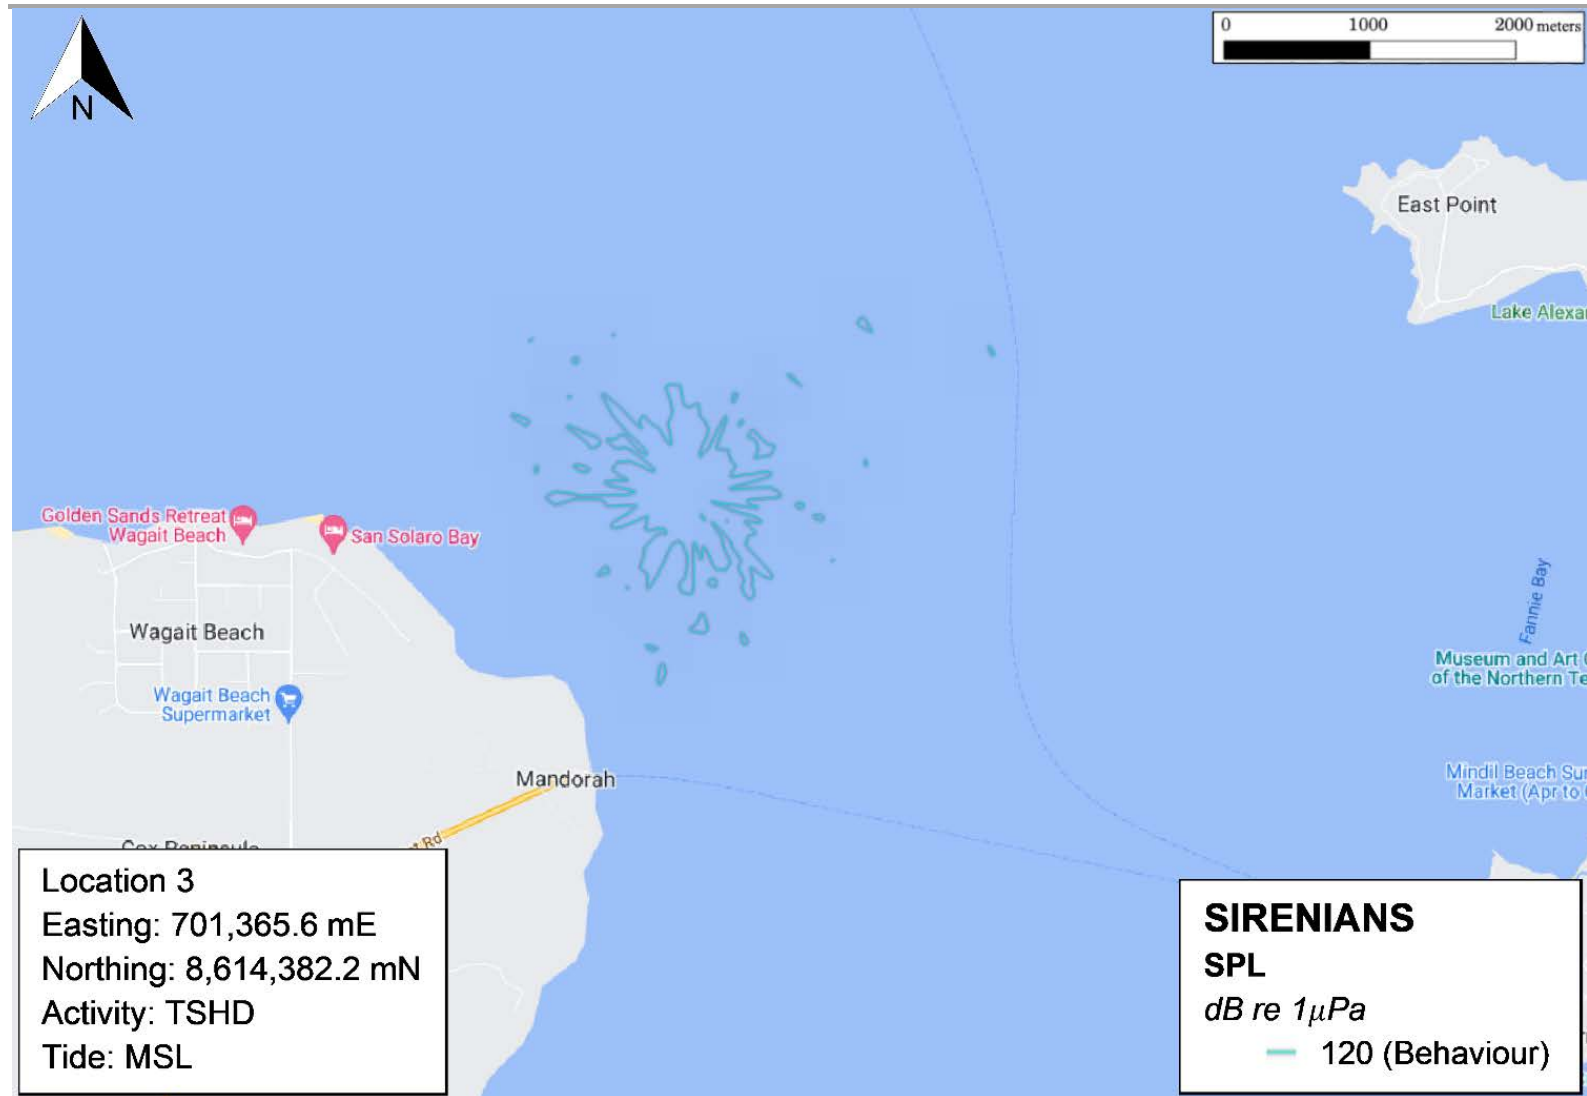 0 1000 2000 meters
N
East Point
Lake Alexa
Golden Sands Retreat
Wagait Beach
San Solaro Bay
Wagait Beach
Fannie Bay
Museum and Art
of the Northern Te
Wagait Beach
Supermarket
Mandorah
Mindil Beach Sun
Market (Apr to
Rd
Location 3
Easting: 701,365.6 mE
Northing: 8,614,382.2 mN
Activity: TSHD
Tide: MSL
SIRENIANS
SPL
dB re 1μPa
120 (Behaviour)